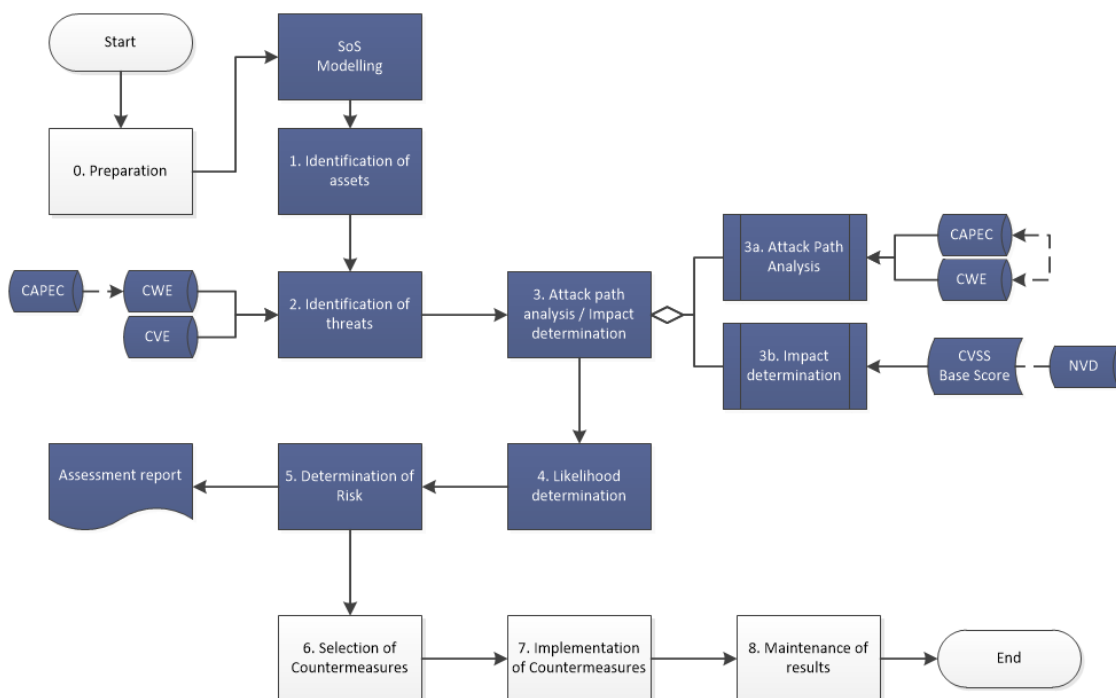 Start
SoS
Modelling
0. Preparation
1. Identification of
assets
CAPEC
CWE
CVE
2. Identification of
threats
3. Attack path
analysis / Impact
determination
3a. Attack Path
Analysis
CAPEC
CWE
3b. Impact
determination
CVSS
Base Score
NVD
Assessment report
5. Determination of
Risk
4. Likelihood
determination
6. Selection of
Countermeasures
7. Implementation
of Countermeasures
8. Maintenance of
results
End